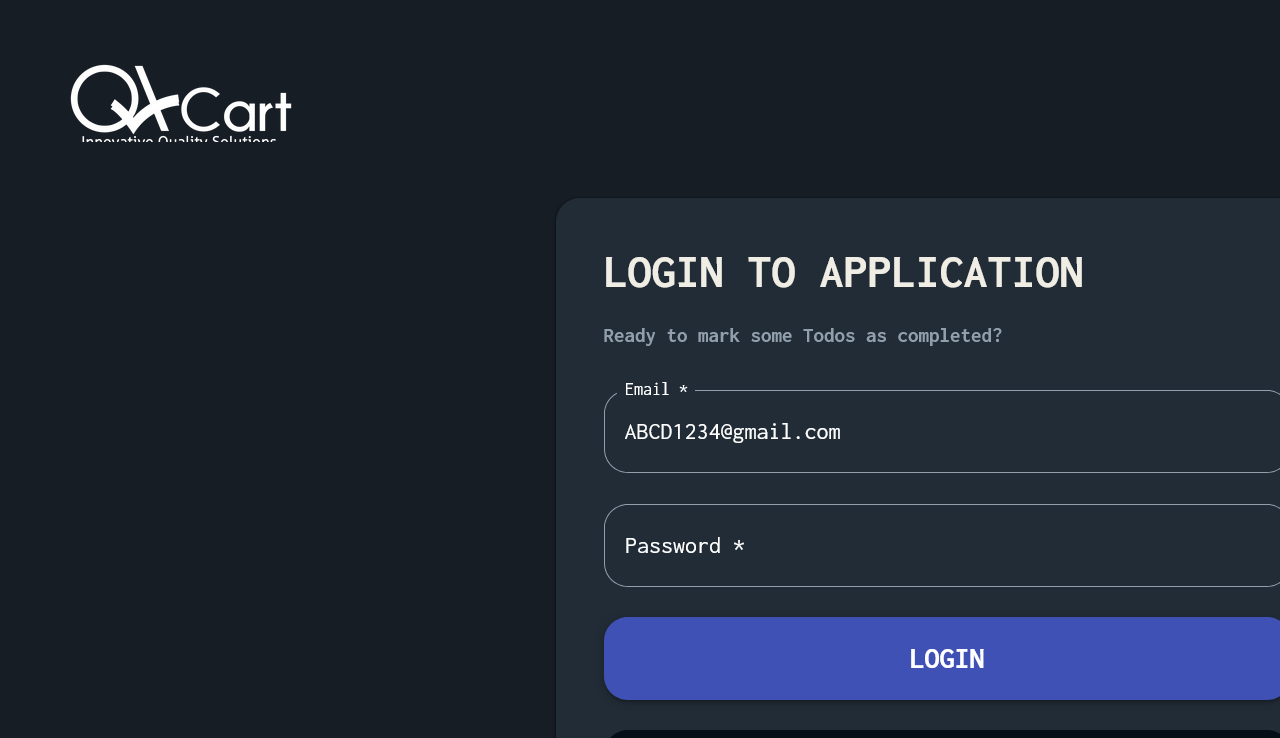 QACart
Innovative Quality Solutions
LOGIN TO APPLICATION
Ready to mark some Todos as completed?
Email *
ABCD1234@gmail.com
Password *
LOGIN